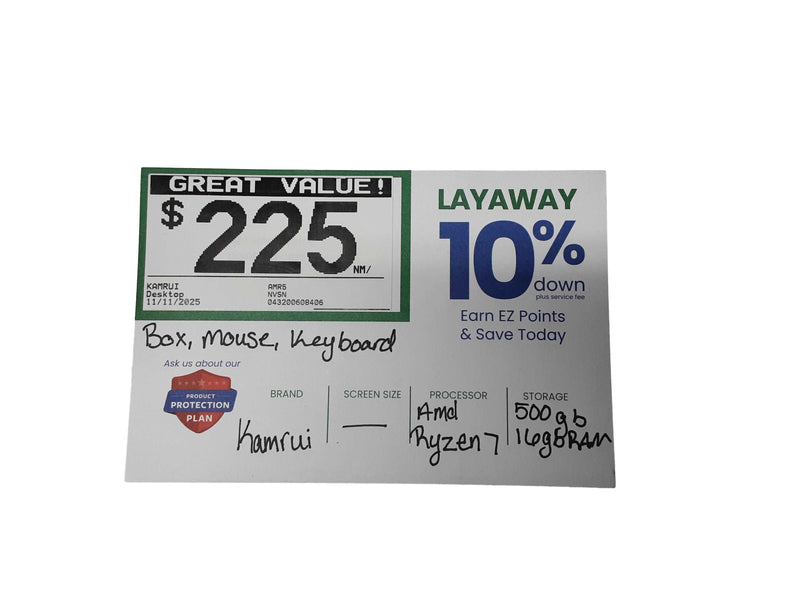 GREAT VALUE!
$225 NM/
KAMRUI AMR5
Desktop NVSN
11/11/2025 043200608406
LAYAWAY
10%
down
plus service fee
Earn EZ Points
& Save Today
Box, Mouse, Keyboard
Ask us about our
PRODUCT
PROTECTION
PLAN
BRAND
Kamrui
SCREEN SIZE
—
PROCESSOR
Amd
Ryzen 7
STORAGE
500gb
16gb RAM